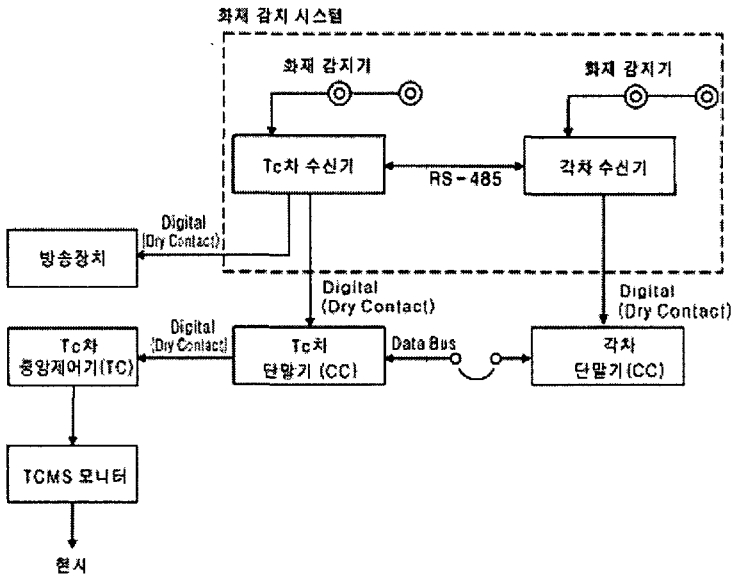 화재 감지 시스템
화재 감지기
화재 감지기
Tc차 수신기
RS-485
각차 수신기
Digital
(Dry Contact)
방송장치
Digital
(Dry Contact)
Digital
(Dry Contact)
Tc차
중앙제어기(TC)
Digital
(Dry Contact)
Tc차
단말기 (CC)
Data Bus
각차
단말기(CC)
TCMS 모니터
현시